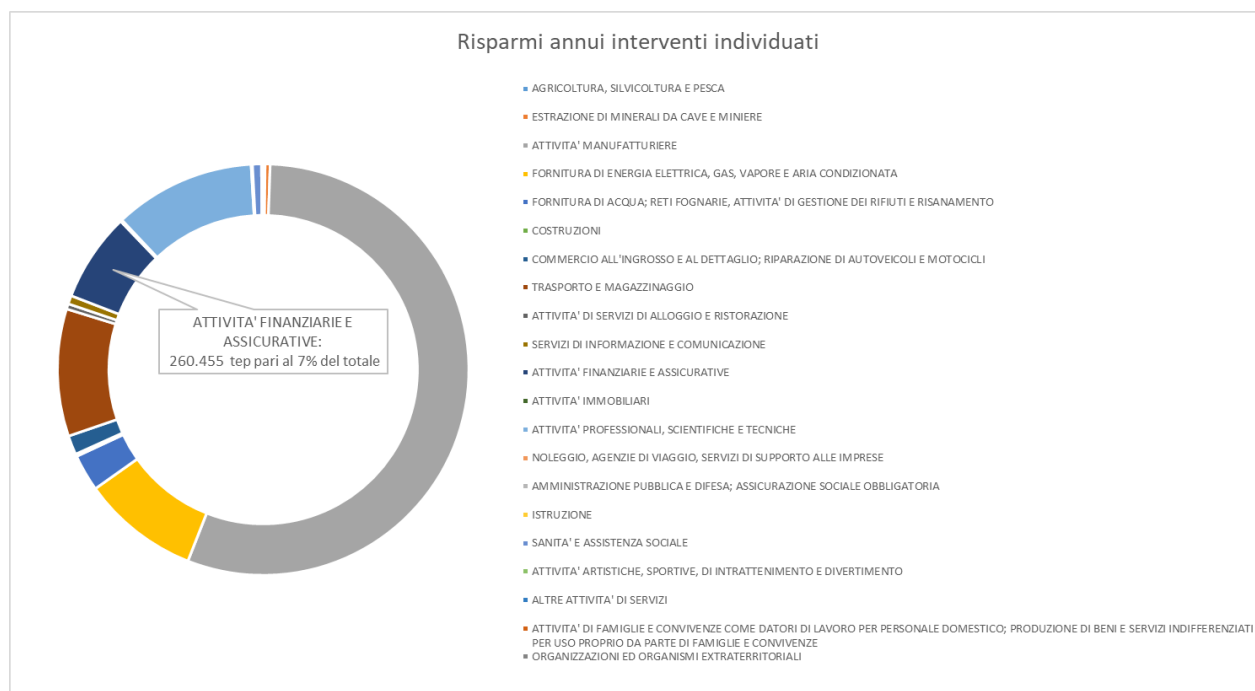 Risparmi annui interventi individuati
AGRICOLTURA, SILVICOLTURA E PESCA
ESTRAZIONE DI MINERALI DA CAVE E MINIERE
ATTIVITA' MANUFATTURIERE
FORNITURA DI ENERGIA ELETTRICA, GAS, VAPORE E ARIA CONDIZIONATA
FORNITURA DI ACQUA; RETI FOGNARIE, ATTIVITA' DI GESTIONE DEI RIFIUTI E RISANAMENTO
COSTRUZIONI
COMMERCIO ALL'INGROSSO E AL DETTAGLIO; RIPARAZIONE DI AUTOVEICOLI E MOTOCICLI
TRASPORTO E MAGAZZINAGGIO
ATTIVITA' DI SERVIZI DI ALLOGGIO E RISTORAZIONE
SERVIZI DI INFORMAZIONE E COMUNICAZIONE
ATTIVITA' FINANZIARIE E ASSICURATIVE
ATTIVITA' IMMOBILIARI
ATTIVITA' PROFESSIONALI, SCIENTIFICHE E TECNICHE
NOLEGGIO, AGENZIE DI VIAGGIO, SERVIZI DI SUPPORTO ALLE IMPRESE
AMMINISTRAZIONE PUBBLICA E DIFESA; ASSICURAZIONE SOCIALE OBBLIGATORIA
ISTRUZIONE
SANITA' E ASSISTENZA SOCIALE
ATTIVITA' ARTISTICHE, SPORTIVE, DI INTRATTENIMENTO E DIVERTIMENTO
ALTRE ATTIVITA' DI SERVIZI
ATTIVITA' DI FAMIGLIE E CONVIVENZE COME DATORI DI LAVORO PER PERSONALE DOMESTICO; PRODUZIONE DI BENI E SERVIZI INDIFFERENZIATI
PER USO PROPRIO DA PARTE DI FAMIGLIE E CONVIVENZE
ORGANIZZAZIONI ED ORGANISMI EXTRATERRITORIALI
ATTIVITA' FINANZIARIE E
ASSICURATIVE:
260.455 tep pari al 7% del totale